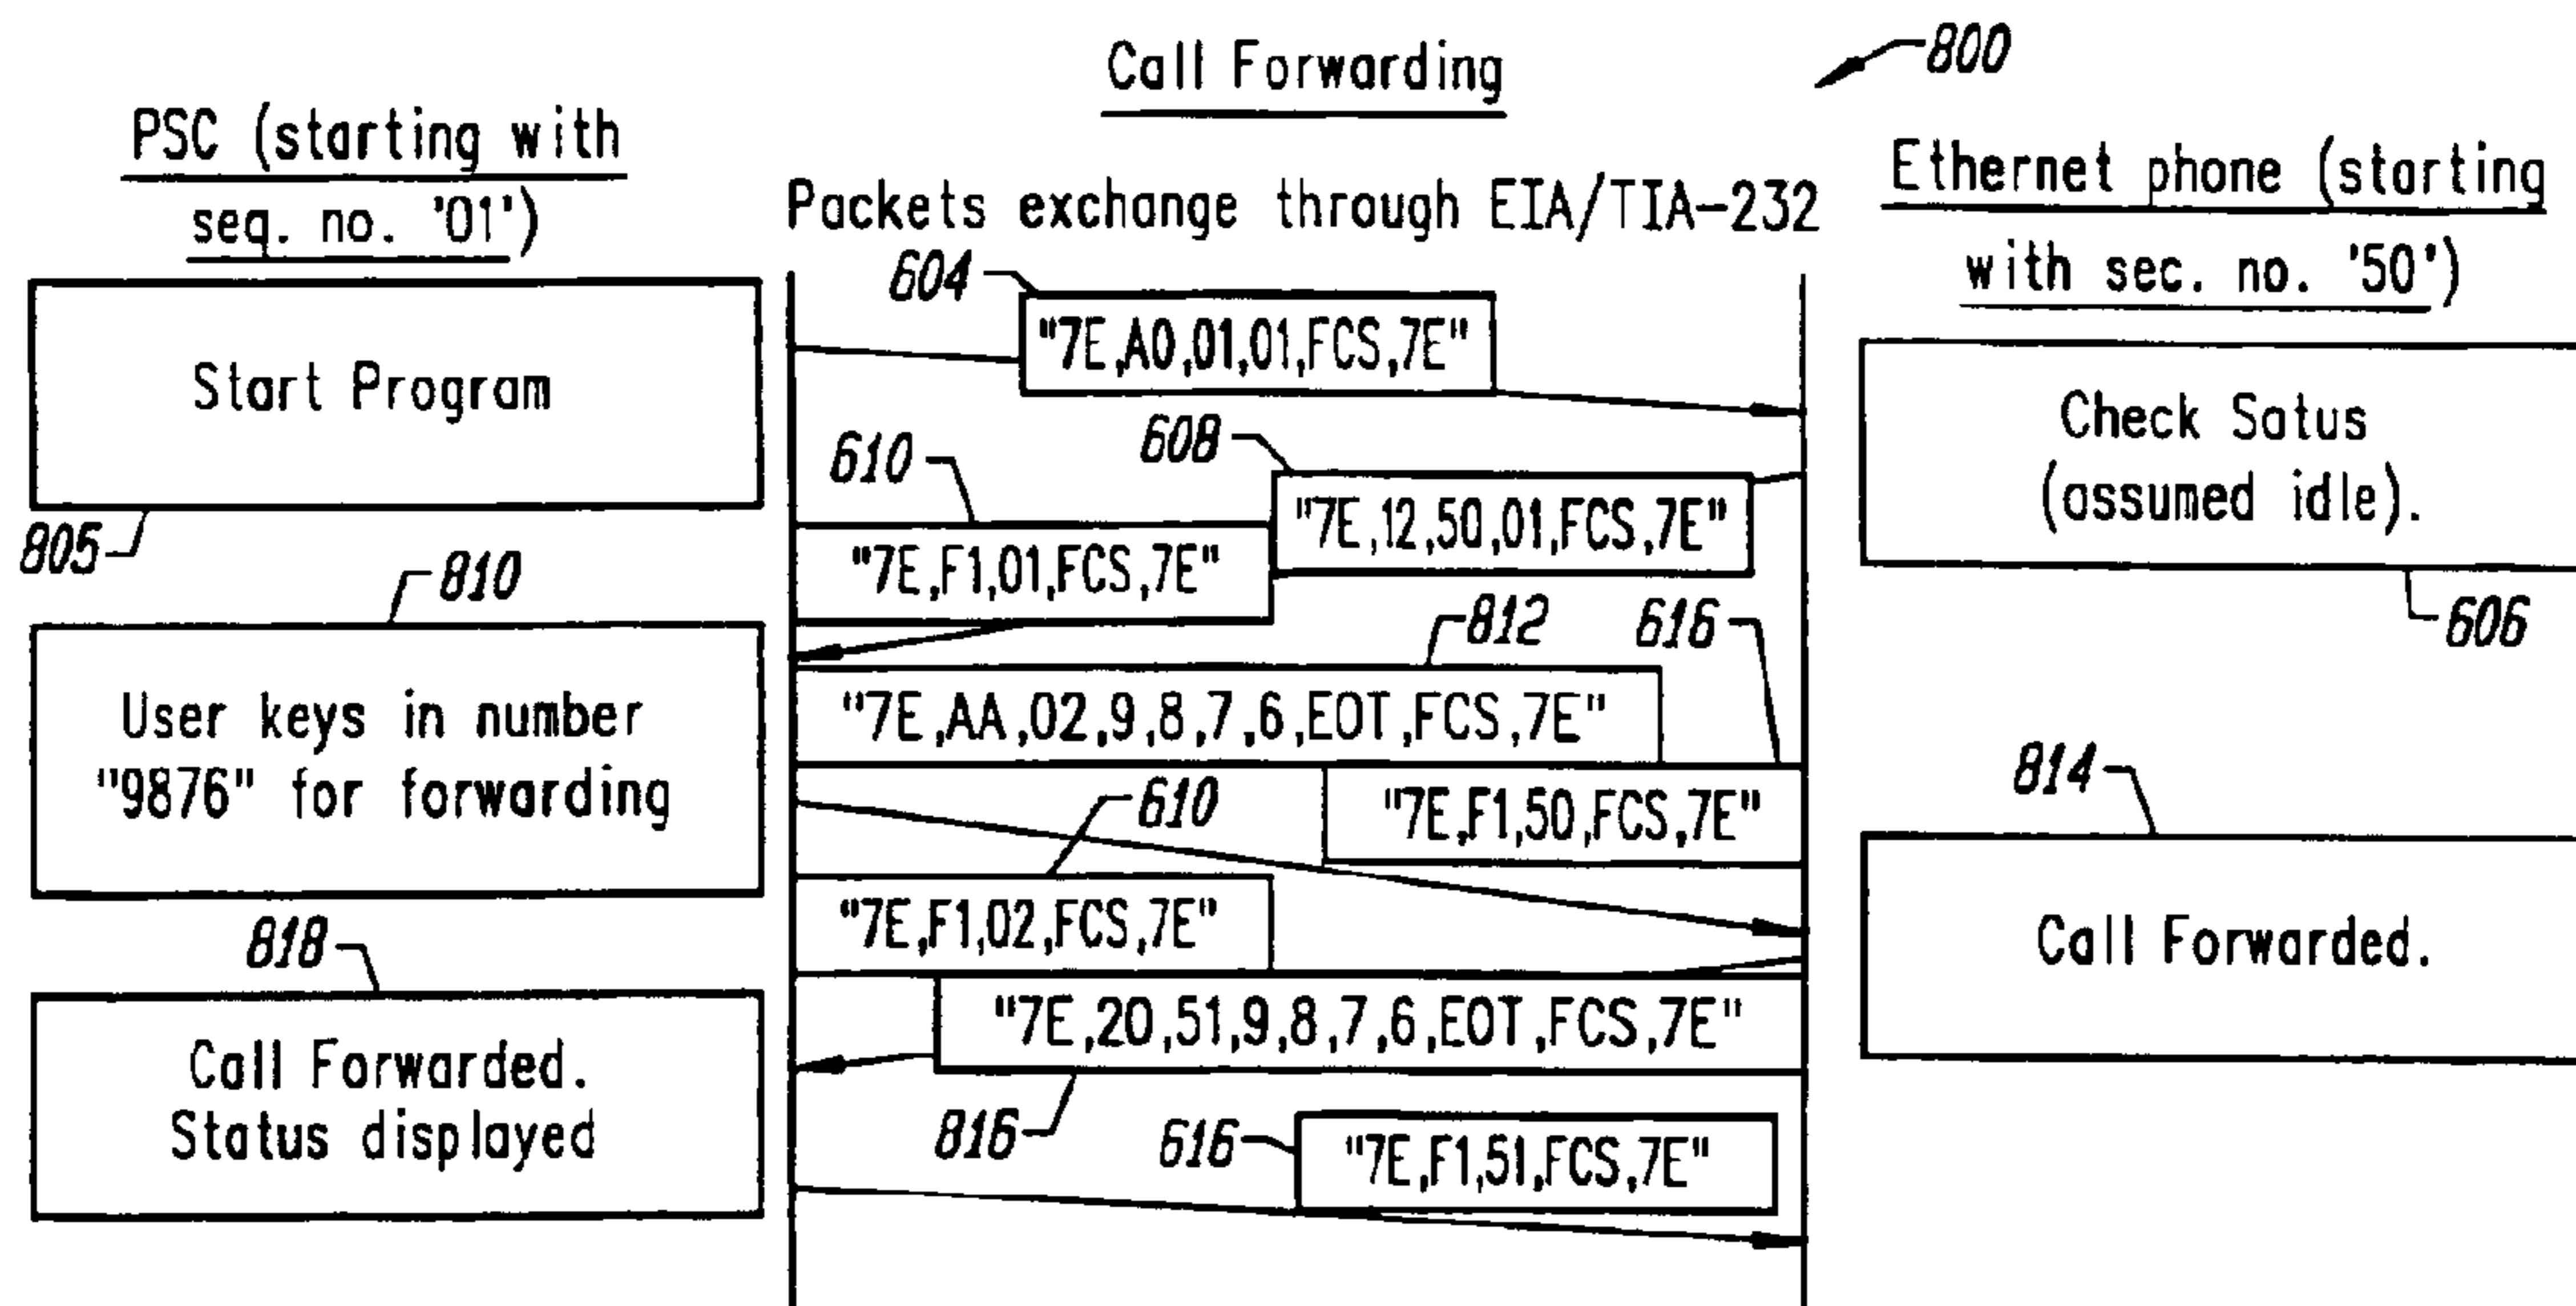 Call Forwarding
800
PSC (starting with
seq. no. '01')
Packets exchange through EIA/TIA-232
Ethernet phone (starting
with sec. no. '50')
604
"7E,A0,01,01,FCS,7E"
Start Program
805
Check Satus
(assumed idle).
606
608
"7E,12,50,01,FCS,7E"
610
"7E,F1,01,FCS,7E"
810
User keys in number
"9876" for forwarding
812
"7E,AA,02,9,8,7,6,EOT,FCS,7E"
616
"7E,F1,50,FCS,7E"
814
Call Forwarded.
610
"7E,F1,02,FCS,7E"
818
Call Forwarded.
Status displayed
"7E,20,51,9,8,7,6,EOT,FCS,7E"
816
616
"7E,F1,51,FCS,7E"